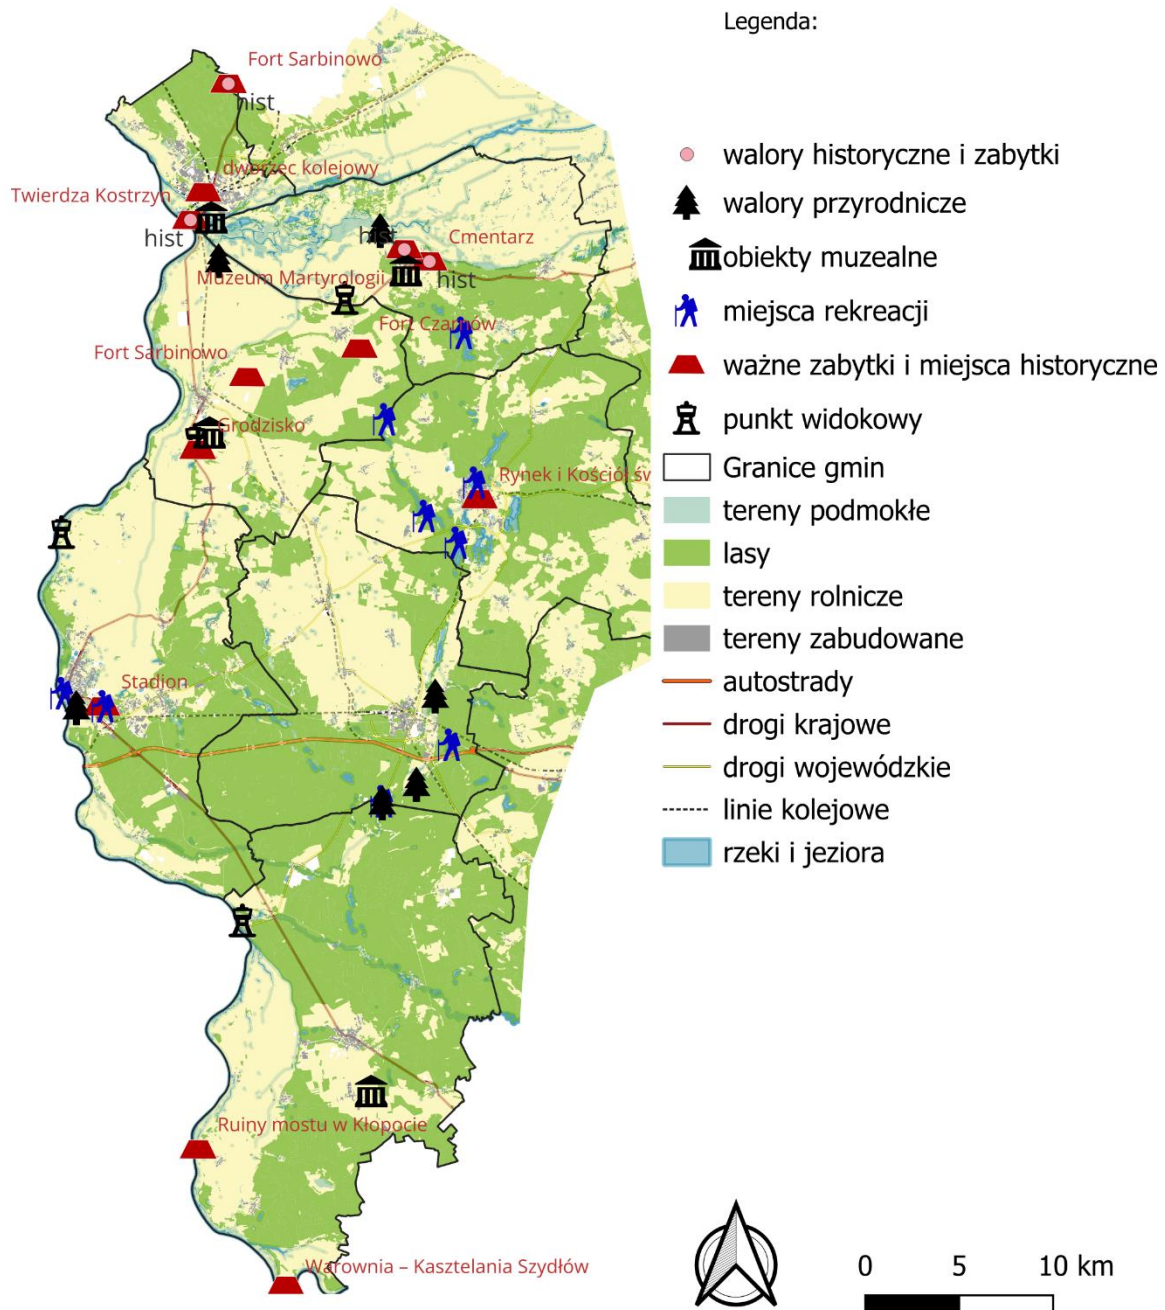 Legenda:
Fort Sarbinowo
hist
dworzec kolejowy
Twierdza Kostrzyn
hist
hist
Cmentarz
Muzeum Martyrologii
hist
Fort Czarnów
Fort Sarbinowo
Grodzisko
Rynek i Kościół św
Stadion
Ruiny mostu w Kłopocie
Warownia – Kasztelania Szydłów
walory historyczne i zabytki
walory przyrodnicze
obiekty muzealne
miejsca rekreacji
ważne zabytki i miejsca historyczne
punkt widokowy
Granice gmin
tereny podmokłe
lasy
tereny rolnicze
tereny zabudowane
autostrady
drogi krajowe
drogi wojewódzkie
linie kolejowe
rzeki i jeziora
0 5 10 km